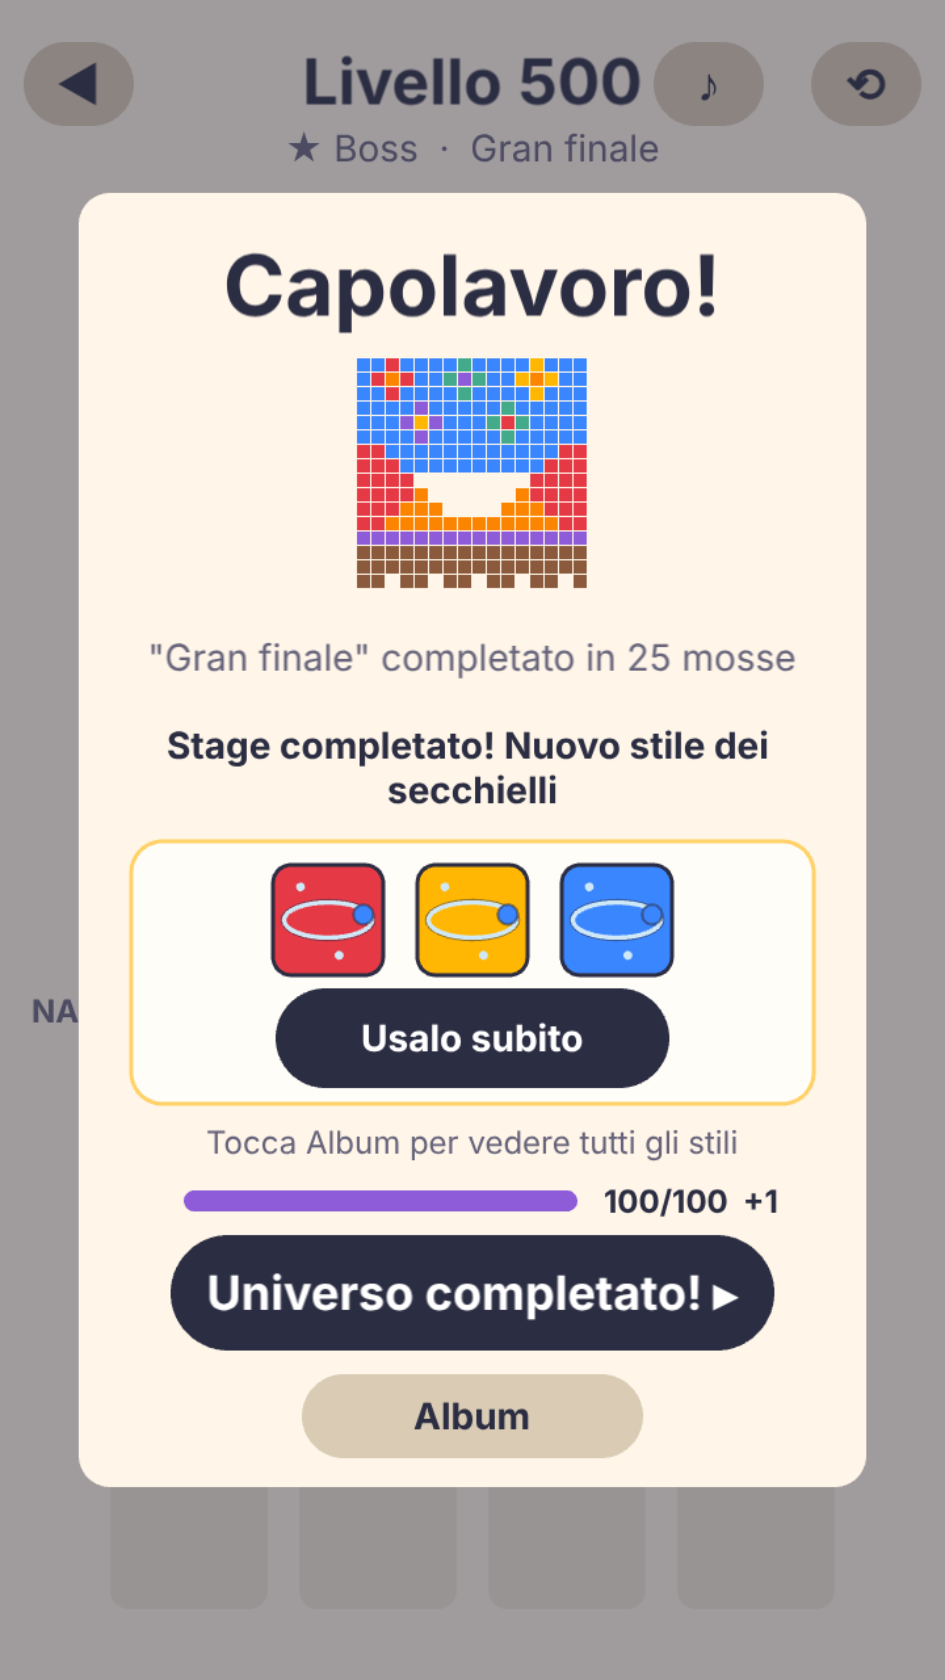 Livello 500
★ Boss · Gran finale
Capolavoro!
"Gran finale" completato in 25 mosse
Stage completato! Nuovo stile dei
secchielli
NA
Usalo subito
Tocca Album per vedere tutti gli stili
100/100 +1
Universo completato! ▸
Album